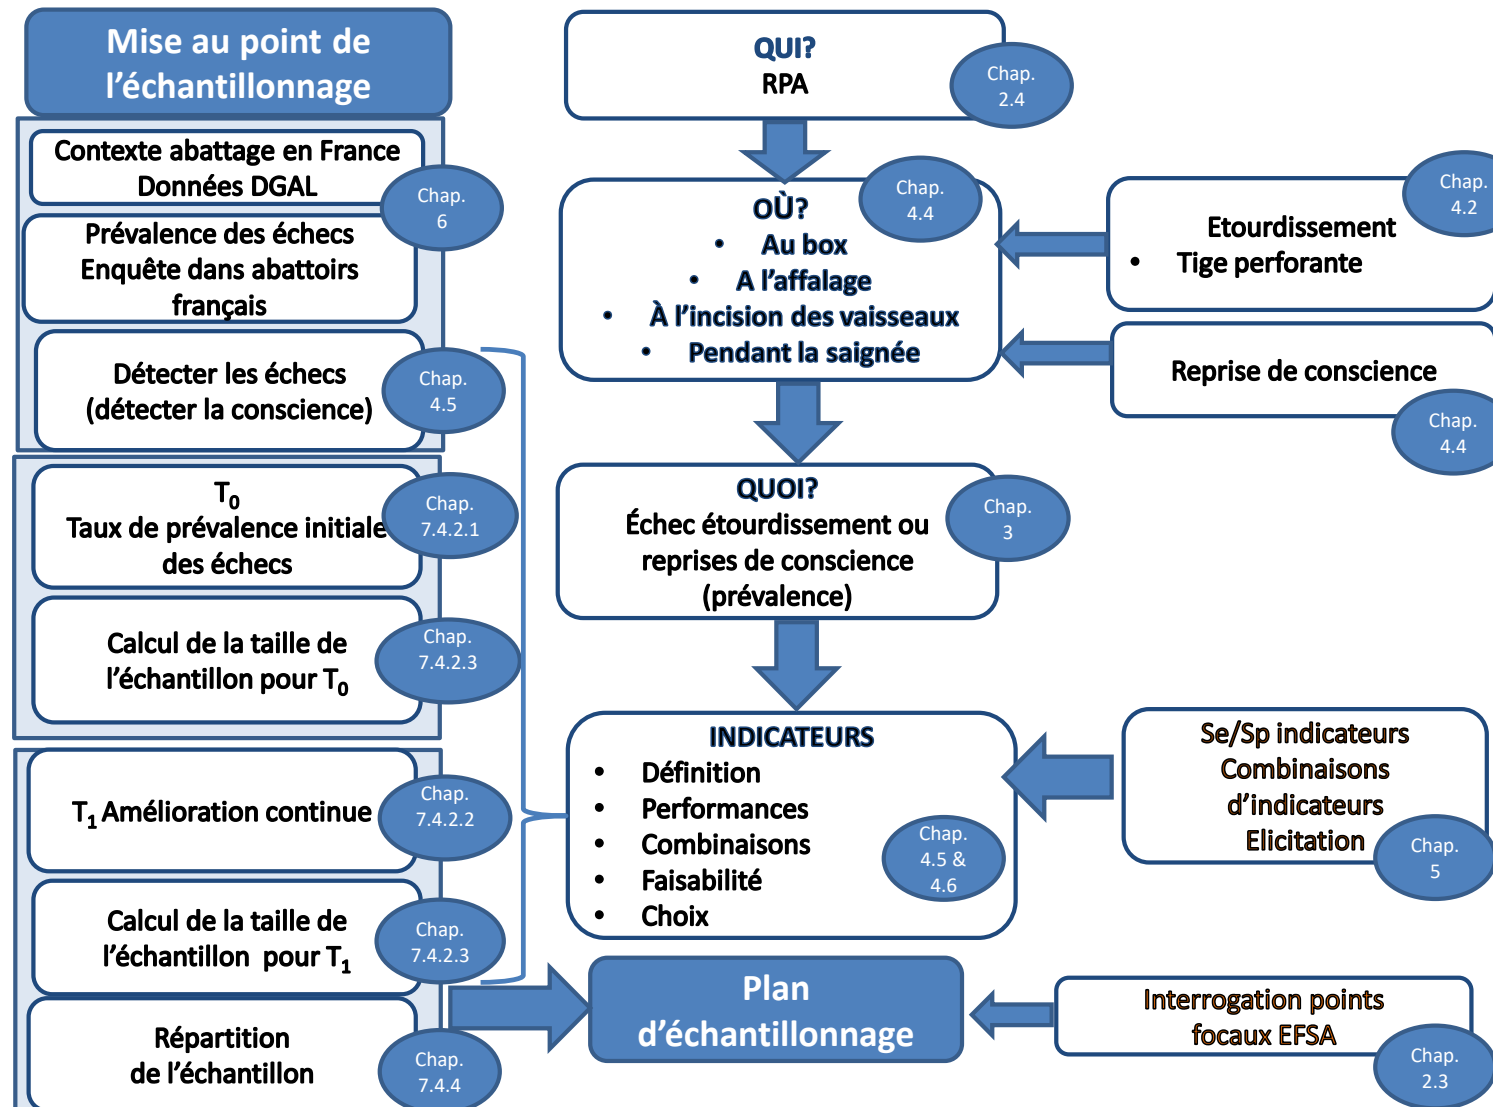 Mise au point de
l’échantillonnage
Contexte abattage en France
Données DGAL
Chap.
6
Prévalence des échecs
Enquête dans abattoirs
français
Détecter les échecs
(détecter la conscience)
Chap.
4.5
T0
Taux de prévalence initiale
des échecs
Chap.
7.4.2.1
Calcul de la taille de
l’échantillon pour T0
Chap.
7.4.2.3
T1 Amélioration continue
Chap.
7.4.2.2
Calcul de la taille de
l’échantillon pour T1
Chap.
7.4.2.3
Répartition
de l’échantillon
Chap.
7.4.4
QUI?
RPA
Chap.
2.4
OÙ?
• Au box
• A l’affalage
• À l’incision des vaisseaux
• Pendant la saignée
Chap.
4.4
QUOI?
Échec étourdissement ou
reprises de conscience
(prévalence)
Chap.
3
INDICATEURS
• Définition
• Performances
• Combinaisons
• Faisabilité
• Choix
Chap.
4.5 &
4.6
Plan
d’échantillonnage
Etourdissement
• Tige perforante
Chap.
4.2
Reprise de conscience
Chap.
4.4
Se/Sp indicateurs
Combinaisons
d’indicateurs
Elicitation
Chap.
5
Interrogation points
focaux EFSA
Chap.
2.3